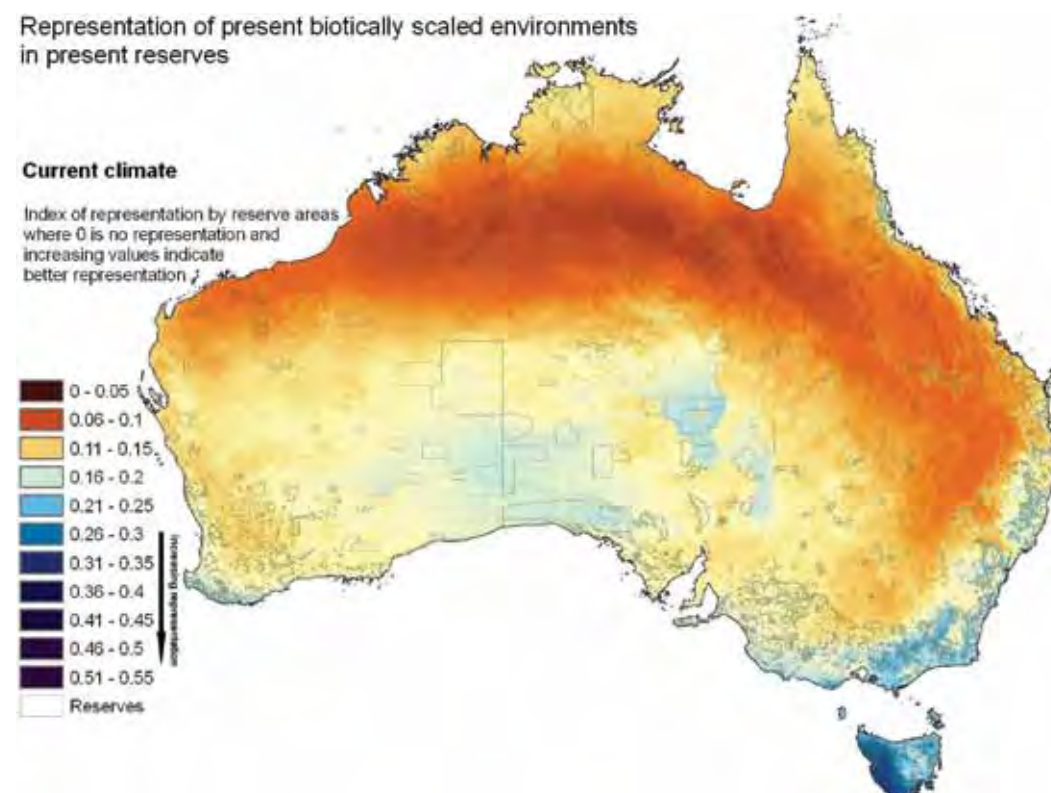 Representation of present biotically scaled environments
in present reserves
Current climate
Index of representation by reserve areas
where 0 is no representation and
increasing values indicate
better representation
0 - 0.05
0.06 - 0.1
0.11 - 0.15
0.16 - 0.2
0.21 - 0.25
0.26 - 0.3
0.31 - 0.35
0.36 - 0.4
0.41 - 0.45
0.46 - 0.5
0.51 - 0.55
Reserves
increasing representation